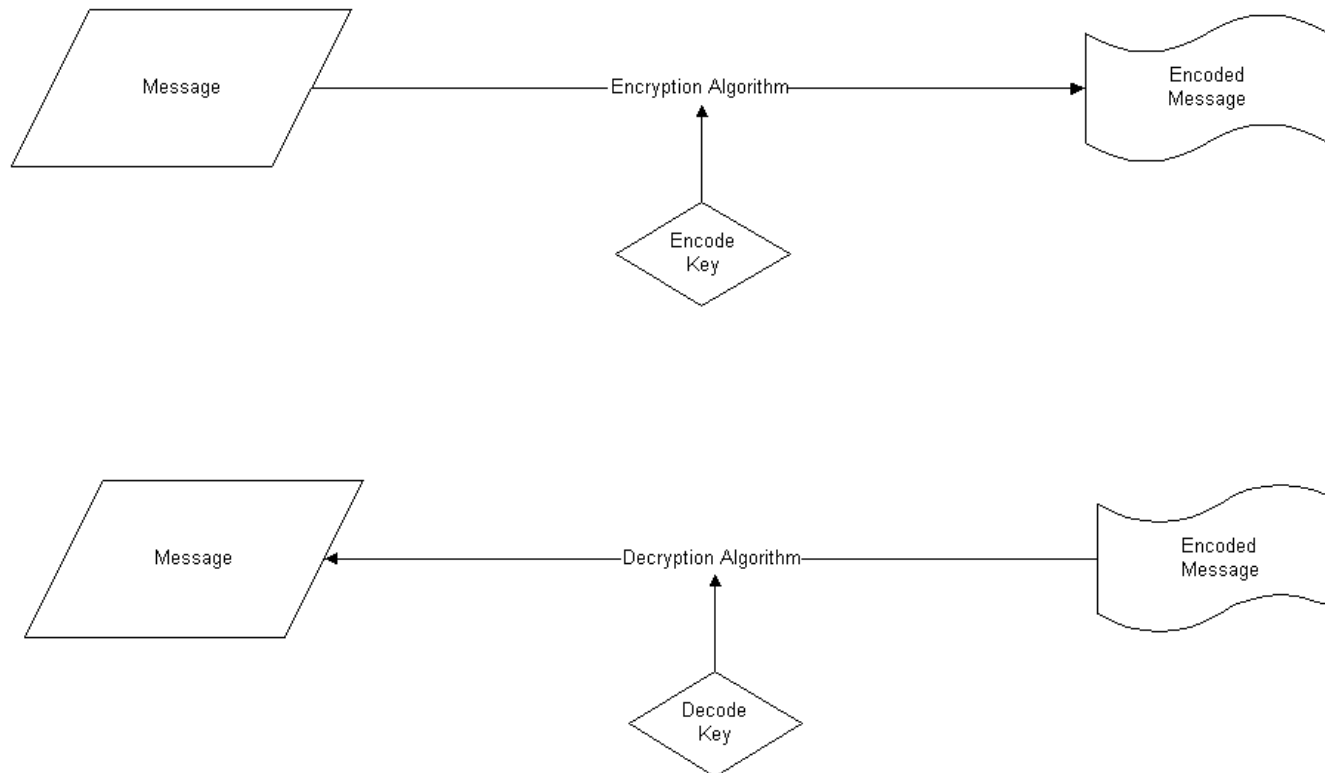 Message
Encryption Algorithm
Encoded
Message
Encode
Key
Message
Decryption Algorithm
Encoded
Message
Decode
Key